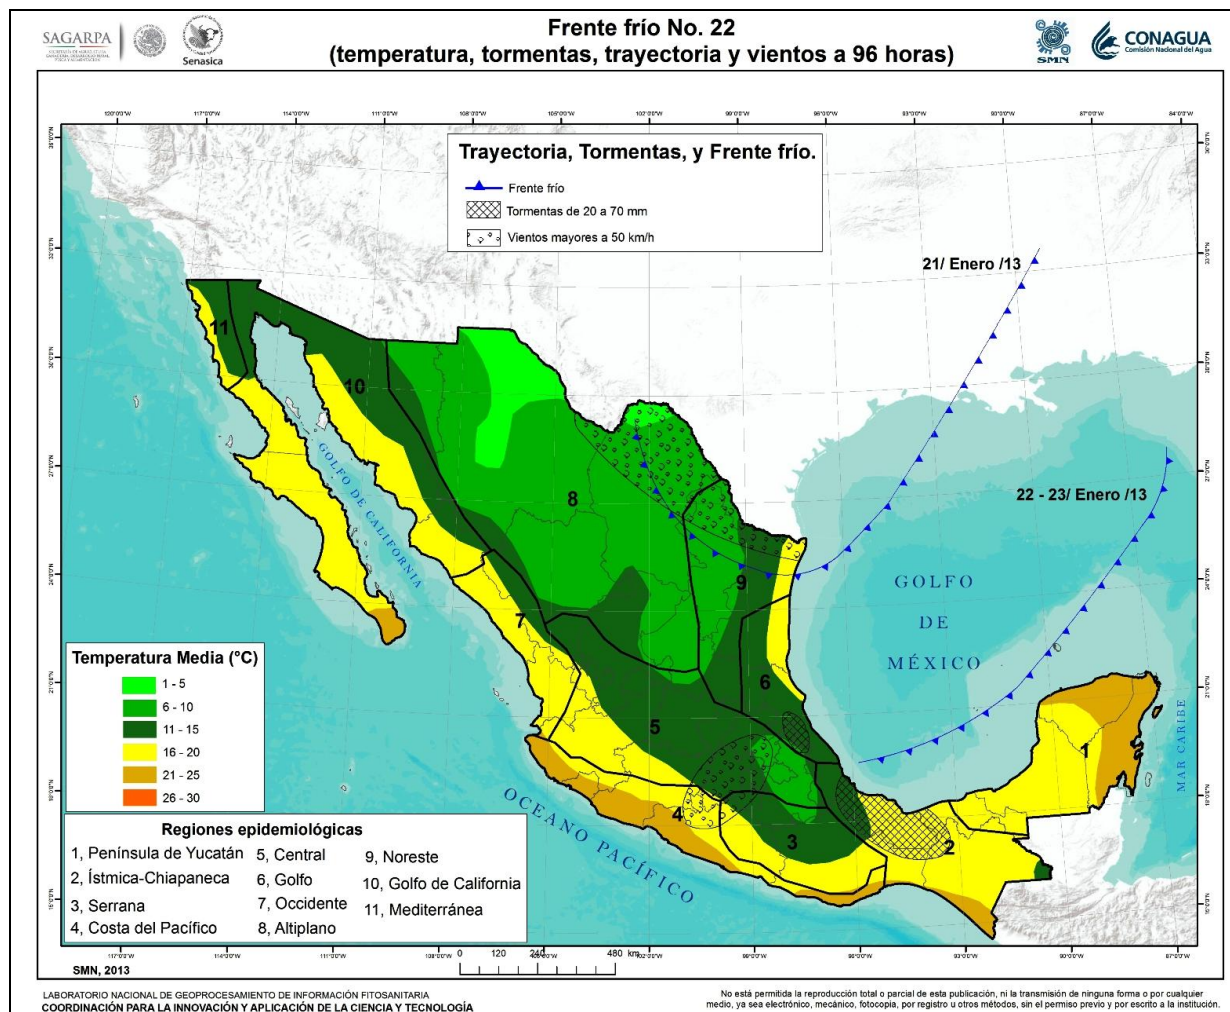 SAGARPA
Senasica
Frente frío No. 22
(temperatura, tormentas, trayectoria y vientos a 96 horas)
SMN
CONAGUA
Comisión Nacional del Agua
Trayectoria, Tormentas, y Frente frío.
Frente frío
Tormentas de 20 a 70 mm
Vientos mayores a 50 km/h
21/ Enero /13
22 - 23/ Enero /13
11
10
8
9
7
6
5
4
3
2
1
GOLFO DE CALIFORNIA
GOLFO
DE
MÉXICO
MAR CARIBE
OCEANO PACÍFICO
Temperatura Media (°C)
1 - 5
6 - 10
11 - 15
16 - 20
21 - 25
26 - 30
Regiones epidemiológicas
1, Península de Yucatán
2, Ístmica-Chiapaneca
3, Serrana
4, Costa del Pacífico
5, Central
6, Golfo
7, Occidente
8, Altiplano
9, Noreste
10, Golfo de California
11, Mediterránea
SMN, 2013
0 120 240 480 km
LABORATORIO NACIONAL DE GEOPROCESAMIENTO DE INFORMACIÓN FITOSANITARIA
COORDINACIÓN PARA LA INNOVACIÓN Y APLICACIÓN DE LA CIENCIA Y TECNOLOGÍA
No está permitida la reproducción total o parcial de esta publicación, ni la transmisión de ninguna forma o por cualquier
medio, ya sea electrónico, mecánico, fotocopia, por registro u otros métodos, sin el permiso previo y por escrito a la institución.